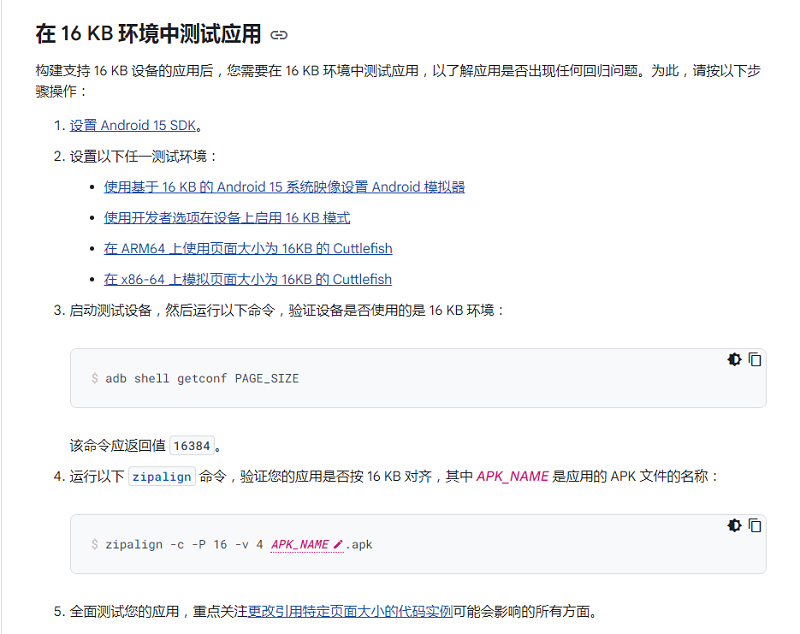 在 16 KB 环境中测试应用
构建支持 16 KB 设备的应用后，您需要在 16 KB 环境中测试应用，以了解应用是否出现任何回归问题。为此，请按以下步
骤操作：
1. 设置 Android 15 SDK。
2. 设置以下任一测试环境：
• 使用基于 16 KB 的 Android 15 系统映像设置 Android 模拟器
• 使用开发者选项在设备上启用 16 KB 模式
• 在 ARM64 上使用页面大小为 16KB 的 Cuttlefish
• 在 x86-64 上模拟页面大小为 16KB 的 Cuttlefish
3. 启动测试设备，然后运行以下命令，验证设备是否使用的是 16 KB 环境：
$ adb shell getconf PAGE_SIZE
该命令应返回值 16384。
4. 运行以下 zipalign 命令，验证您的应用是否按 16 KB 对齐，其中 APK_NAME 是应用的 APK 文件的名称：
$ zipalign -c -P 16 -v 4 APK_NAME.apk
5. 全面测试您的应用，重点关注更改引用特定页面大小的代码实例可能会影响的所有方面。